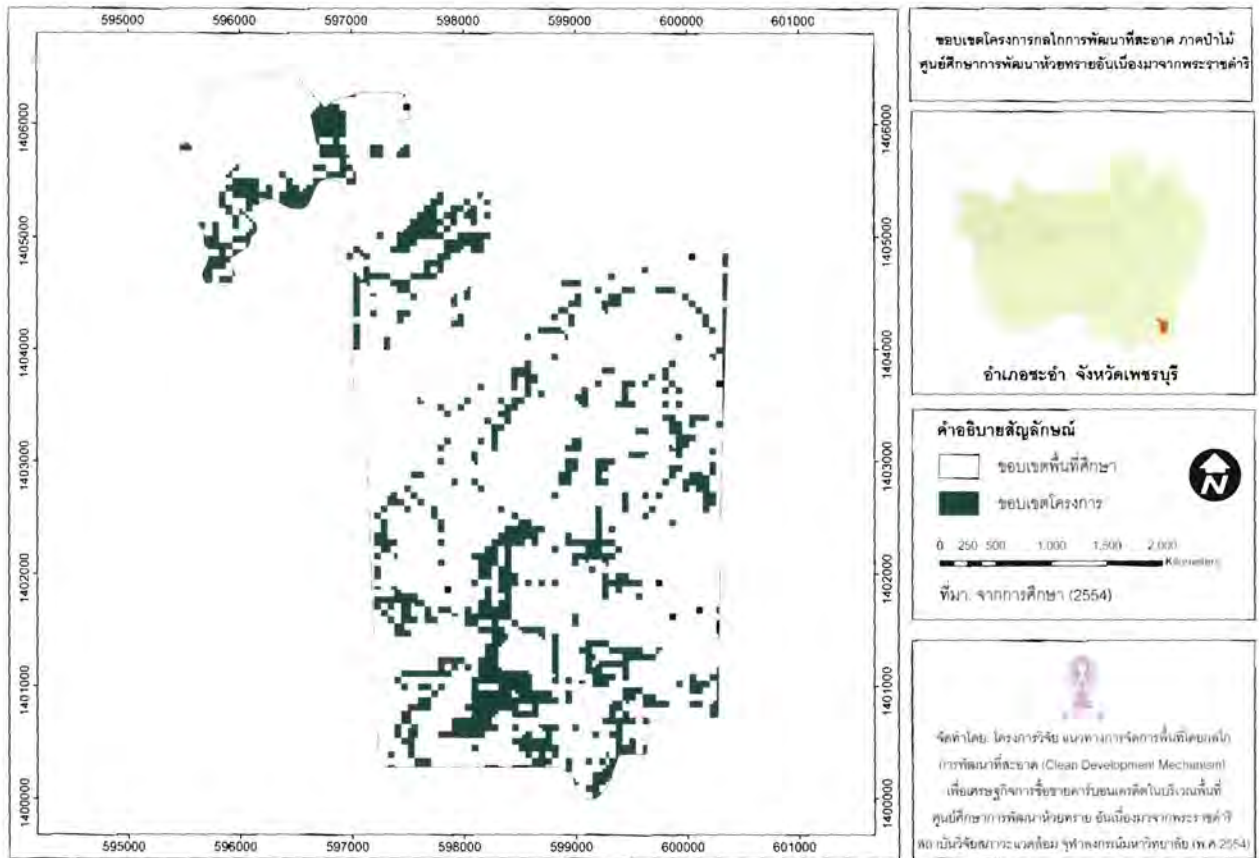 595000 596000 597000 598000 599000 600000 601000
1406000 1406000
1405000 1405000
1404000 1404000
1403000 1403000
1402000 1402000
1401000 1401000
1400000 1400000
595000 596000 597000 598000 599000 600000 601000
ขอบเขตโครงการกลไกการพัฒนาที่สะอาด ภาคป่าไม้
ศูนย์ศึกษาการพัฒนาห้วยทรายอันเนื่องมาจากพระราชดำริ
อำเภอชะอำ จังหวัดเพชรบุรี
คำอธิบายสัญลักษณ์
ขอบเขตพื้นที่ศึกษา
ขอบเขตโครงการ
N
0 250 500 1,000 1,500 2,000
Kilometers
ที่มา. จากการศึกษา (2554)
จัดทำโดย. โครงการวิจัย แนวทางการจัดการพื้นที่โดยกลไก
การพัฒนาที่สะอาด (Clean Development Mechanism)
เพื่อเศรษฐกิจการซื้อขายคาร์บอนเครดิตในบริเวณพื้นที่
ศูนย์ศึกษาการพัฒนาห้วยทราย อันเนื่องมาจากพระราชดำริ
สถาบันวิจัยสภาวะแวดล้อม จุฬาลงกรณ์มหาวิทยาลัย (พ.ศ.2554)